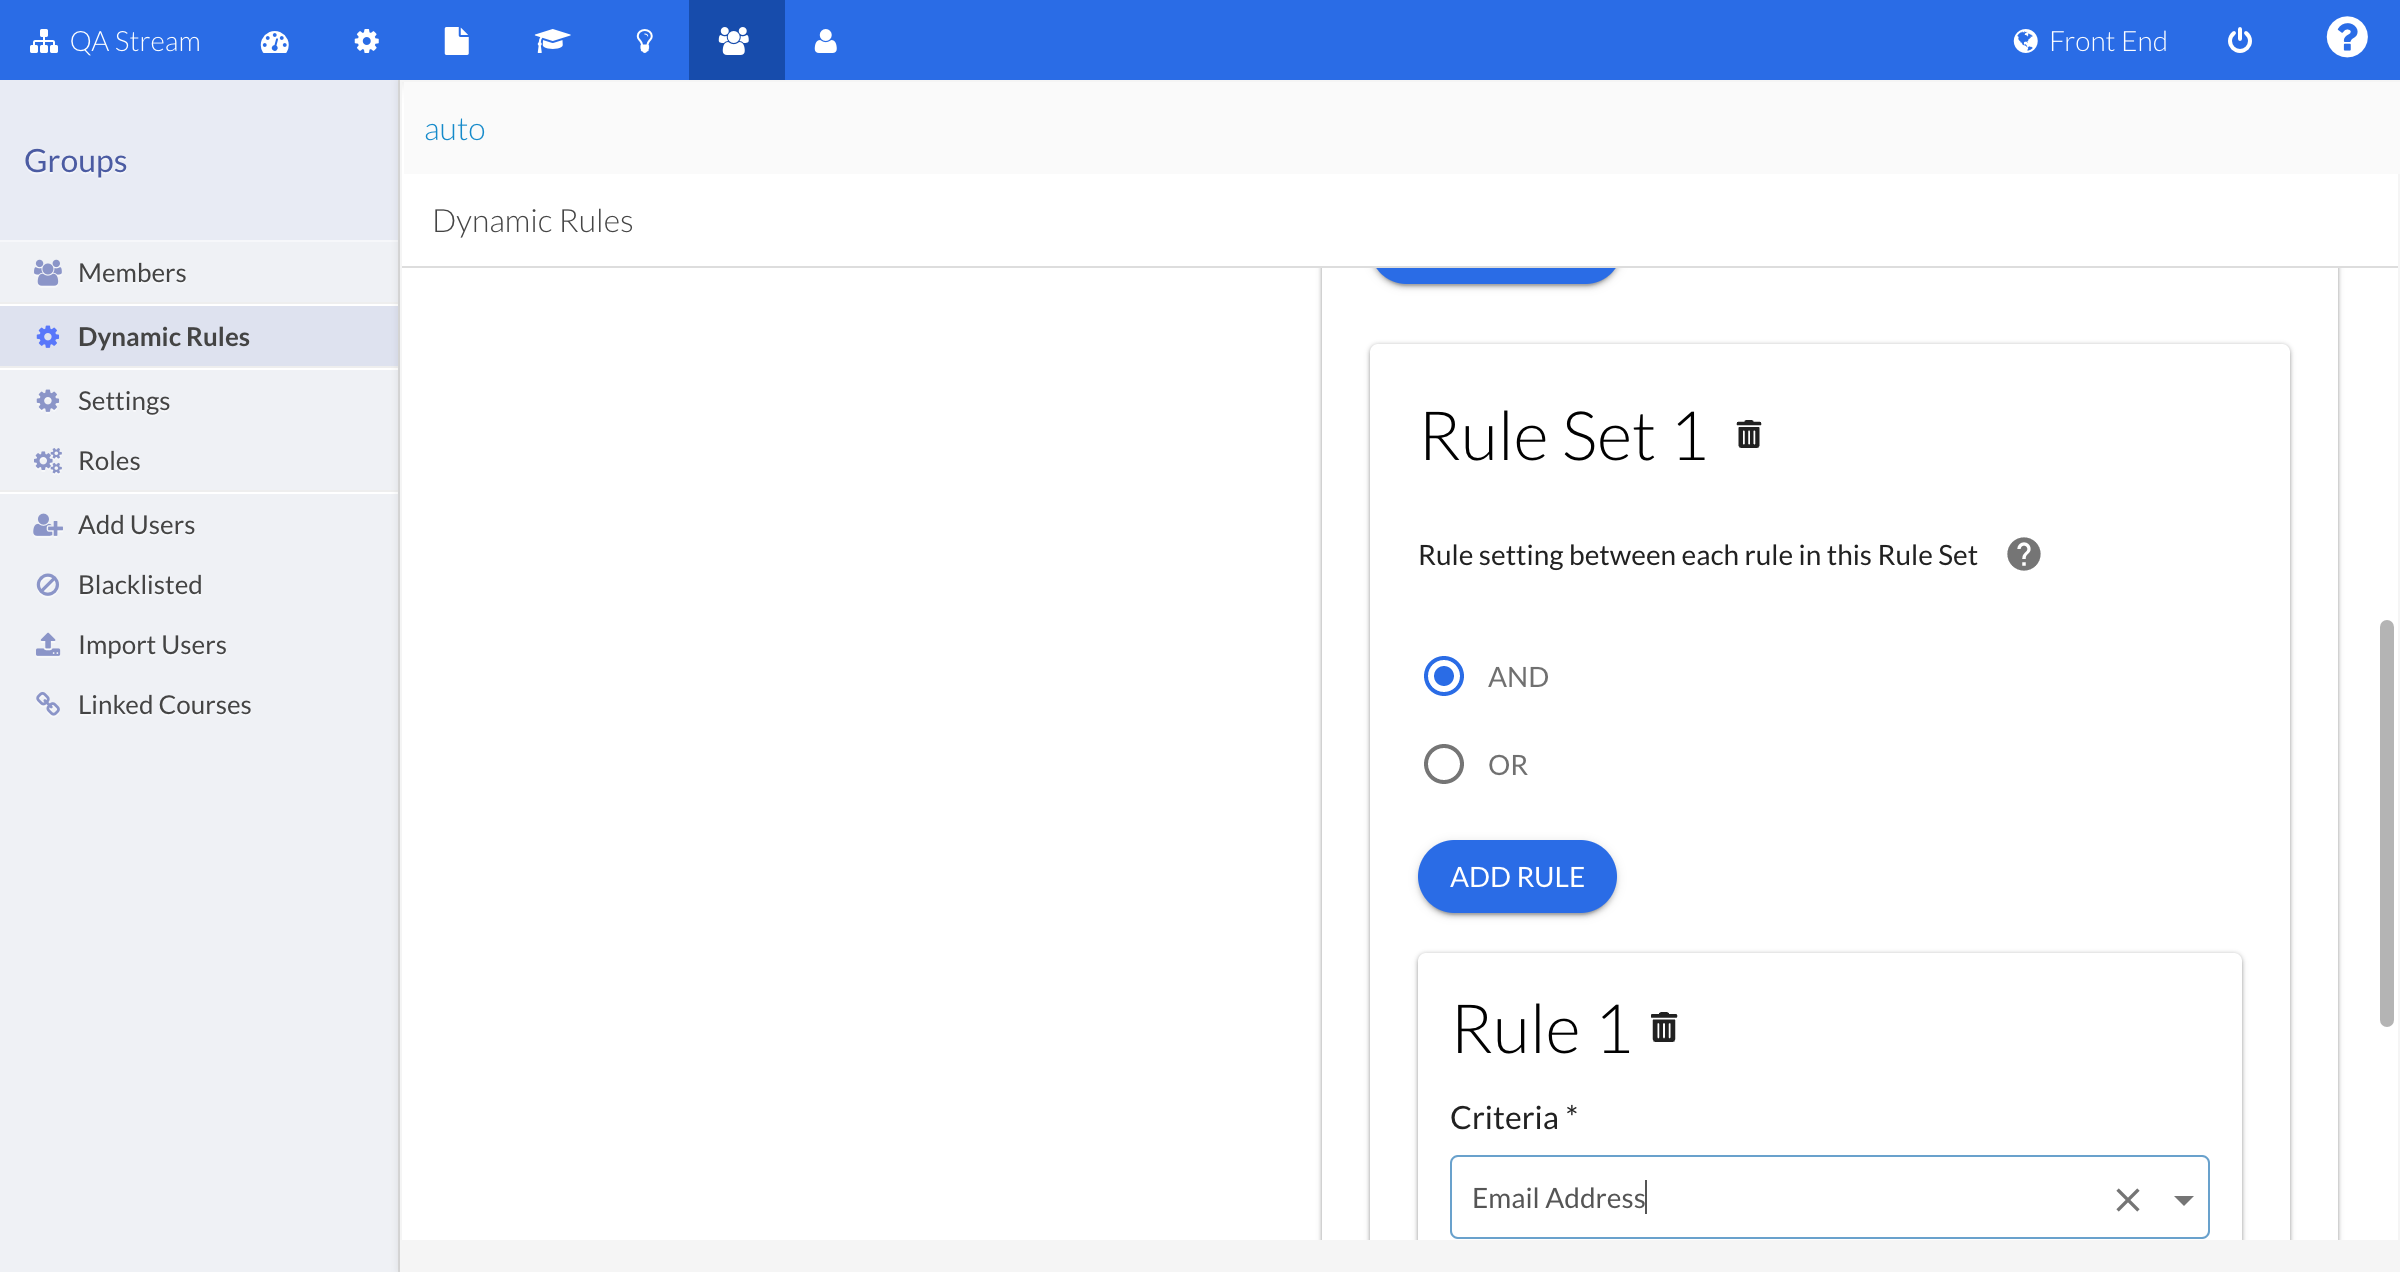 QA Stream
Front End
Groups
Members
Dynamic Rules
Settings
Roles
Add Users
Blacklisted
Import Users
Linked Courses
auto
Dynamic Rules
Rule Set 1
Rule setting between each rule in this Rule Set
AND
OR
ADD RULE
Rule 1
Criteria *
Email Address